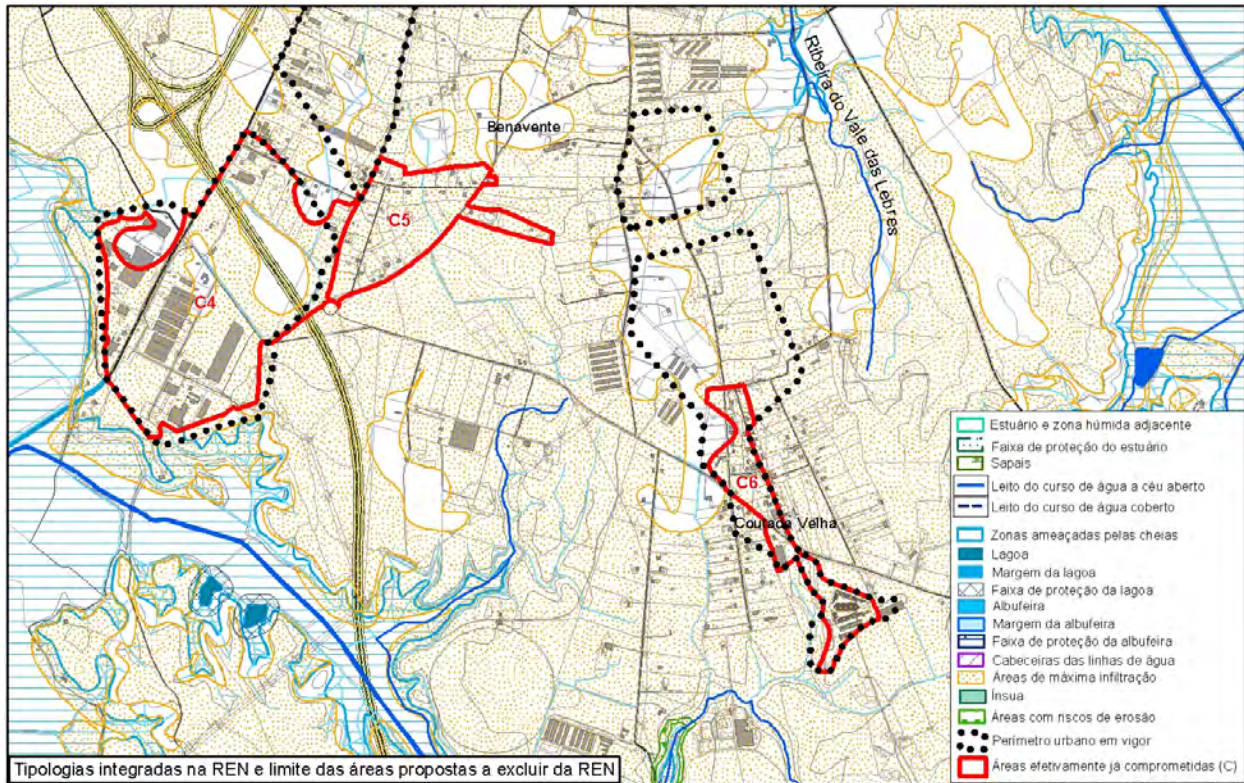 Benavente
Ribeira do Vale das Lebres
C5
C4
C6
Coutada Velha
Estuário e zona húmida adjacente
Faixa de proteção do estuário
Sapais
Leito do curso de água a céu aberto
Leito do curso de água coberto
Zonas ameaçadas pelas cheias
Lagoa
Margem da lagoa
Faixa de proteção da lagoa
Albufeira
Margem da albufeira
Faixa de proteção da albufeira
Cabeceiras das linhas de água
Áreas de máxima infiltração
Ínsua
Áreas com riscos de erosão
Perímetro urbano em vigor
Áreas efetivamente já comprometidas (C)
Tipologias integradas na REN e limite das áreas propostas a excluir da REN